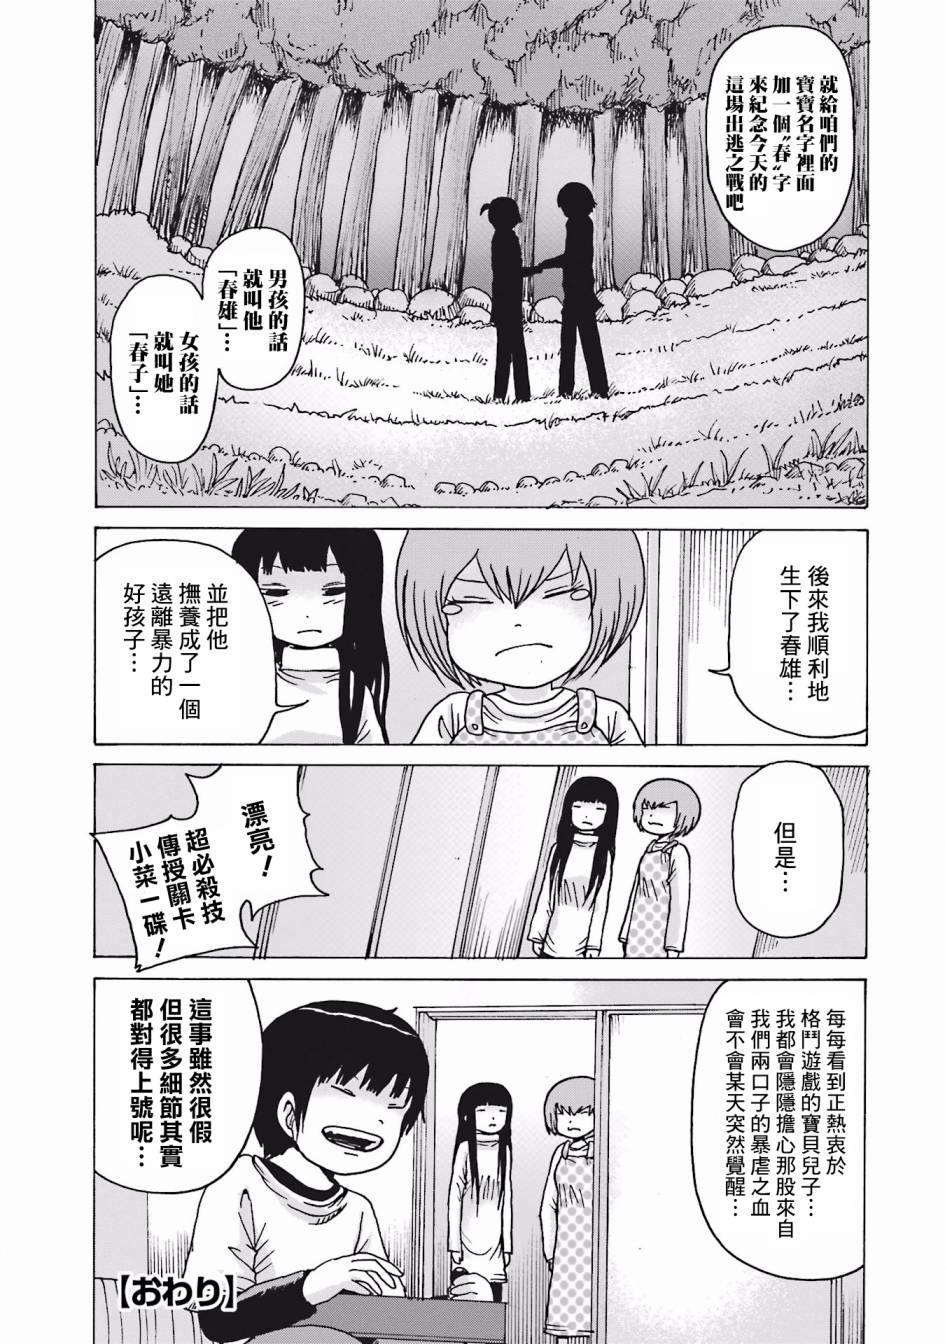 就給咱們的
寶寶名字裡面
加一個〝春〞字
來紀念今天的
這場出逃之戰吧
男孩的話
就叫他
「春雄」…
女孩的話
就叫她
「春子」…
後來我順利地
生下了春雄…
並把他
撫養成了一個
遠離暴力的
好孩子…
但是…
漂亮！
超必殺技
傳授關卡
小菜一碟！
每每看到正熱衷於
格鬥遊戲的寶貝兒子…
我都會隱隱擔心那股來自
我們兩口子的暴虐之血
會不會某天突然覺醒…
這事雖然很假
但很多細節其實
都對得上號呢…
【おわり】